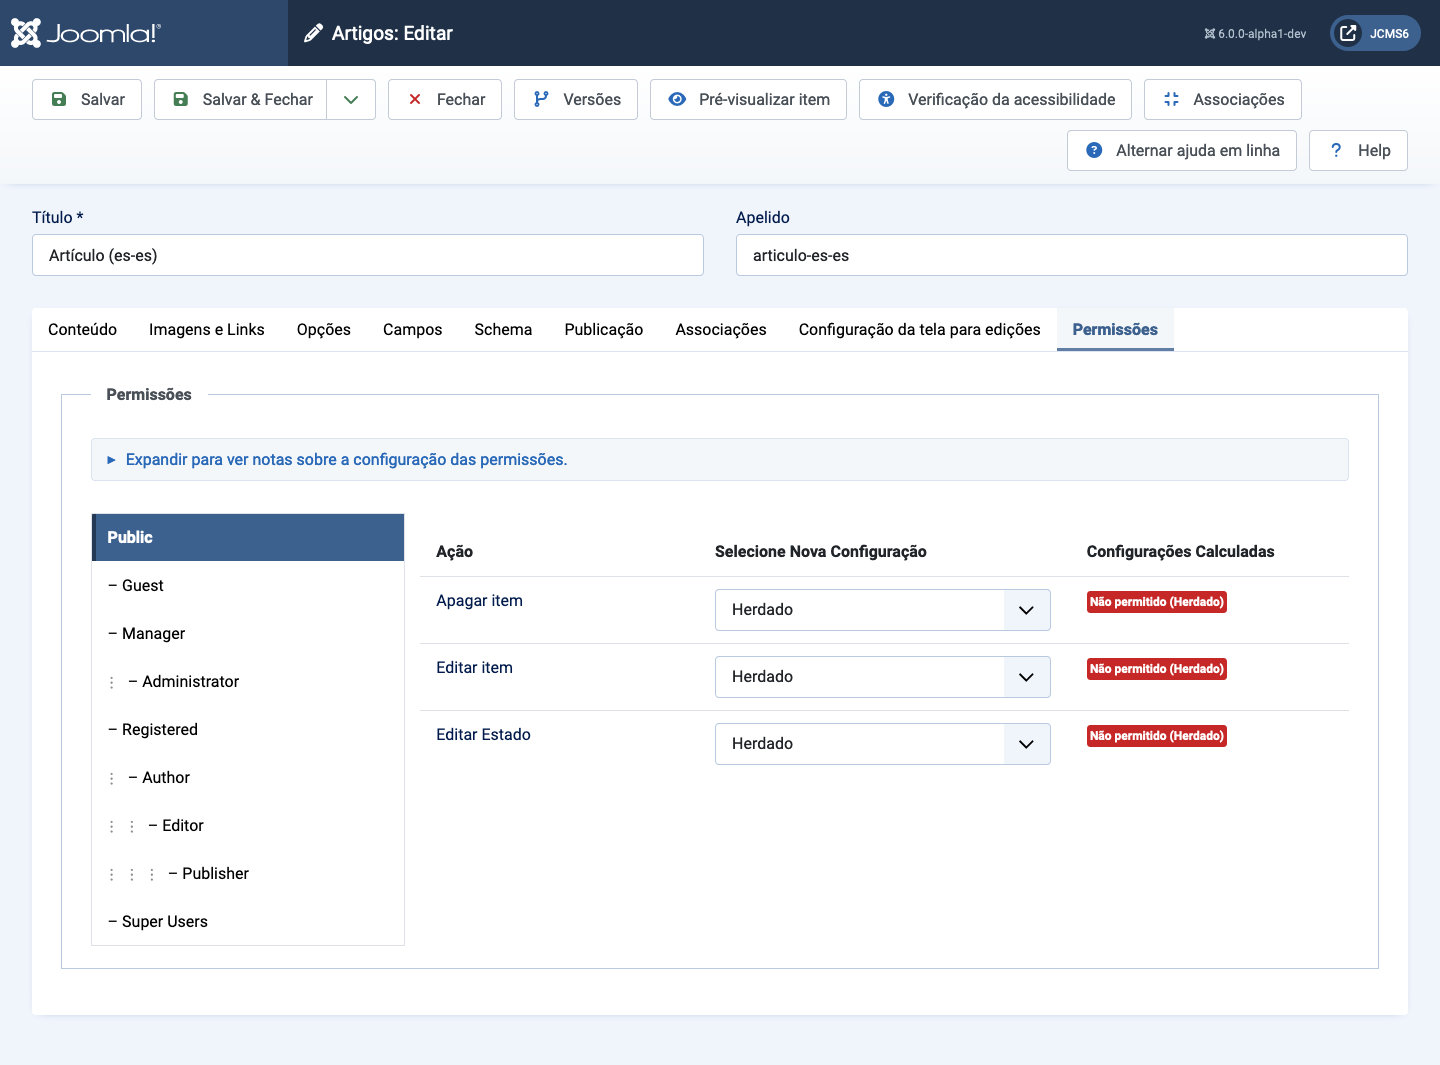 Joomla!®
Artigos: Editar
6.0.0-alpha1-dev
JCMS6
Salvar
Salvar & Fechar
Fechar
Versões
Pré-visualizar item
Verificação da acessibilidade
Associações
Alternar ajuda em linha
? Help
Título *
Apelido
Artículo (es-es)
articulo-es-es
Conteúdo
Imagens e Links
Opções
Campos
Schema
Publicação
Associações
Configuração da tela para edições
Permissões
Permissões
Expandir para ver notas sobre a configuração das permissões.
Public
– Guest
– Manager
– Administrator
– Registered
– Author
– Editor
– Publisher
– Super Users
Ação
Selecione Nova Configuração
Configurações Calculadas
Apagar item
Herdado
Não permitido (Herdado)
Editar item
Herdado
Não permitido (Herdado)
Editar Estado
Herdado
Não permitido (Herdado)